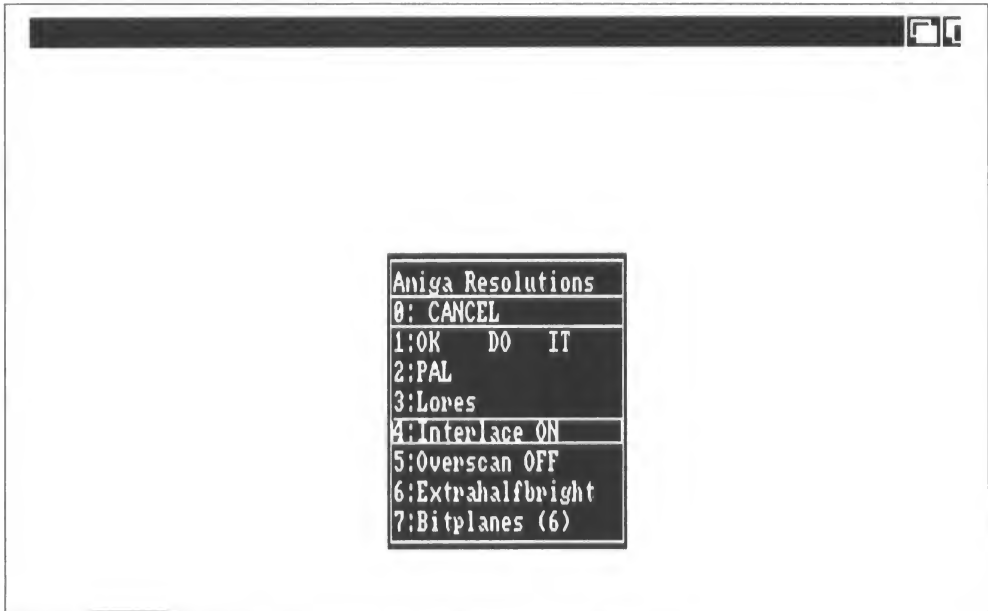 Amiga Resolutions
0: CANCEL
1:OK DO IT
2:PAL
3:Lores
4:Interlace ON
5:Overscan OFF
6:Extrahalfbright
7:Bitplanes (6)